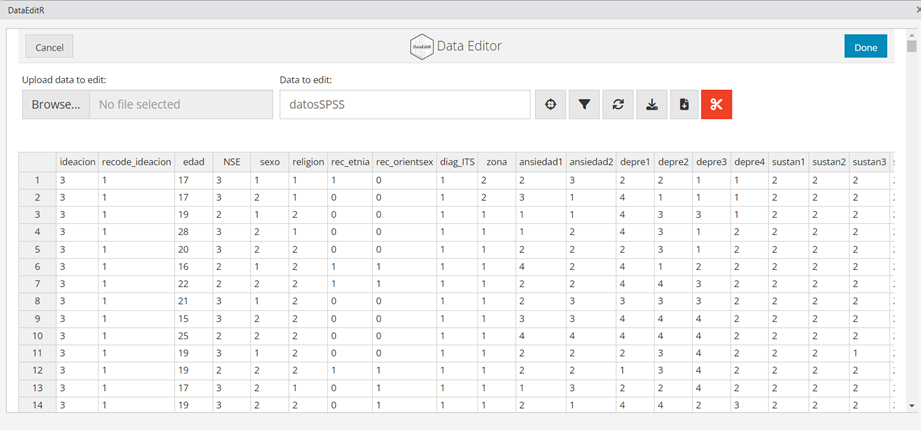 DataEditR
Cancel
DataEditR Data Editor
Done
Upload data to edit: Data to edit:
Browse... No file selected datosSPSS
ideacion recode_ideacion edad NSE sexo religion rec_etnia rec_orientsex diag_ITS zona ansiedad1 ansiedad2 depre1 depre2 depre3 depre4 sustan1 sustan2 sustan3
1 3 1 17 3 1 1 1 0 1 2 2 3 2 2 1 1 2 2 2
2 3 1 17 3 2 1 0 0 1 2 3 1 4 1 1 1 2 2 2
3 3 1 19 2 1 2 0 0 1 1 1 1 4 3 3 1 2 2 2
4 3 1 28 3 2 1 0 0 1 1 1 2 4 3 1 2 2 2 2
5 3 1 20 3 2 2 0 0 1 1 2 2 2 3 1 2 2 2 2
6 3 1 16 2 1 2 1 1 1 1 4 2 4 1 2 2 2 2 2
7 3 1 22 2 2 2 1 1 1 1 2 2 4 4 3 2 2 2 2
8 3 1 21 3 1 2 0 0 1 1 2 3 3 3 3 2 2 2 2
9 3 1 15 3 2 2 0 0 1 1 3 3 4 4 4 2 2 2 2
10 3 1 25 2 2 2 0 0 1 1 4 4 4 4 4 2 2 2 2
11 3 1 19 3 1 2 0 0 1 1 2 2 2 3 4 2 2 2 1
12 3 1 19 2 2 2 1 1 1 1 2 2 1 3 4 2 2 2 2
13 3 1 17 3 2 1 0 1 1 1 1 3 2 2 4 2 2 2 2
14 3 1 19 3 2 2 0 1 1 1 2 1 4 4 2 3 2 2 2